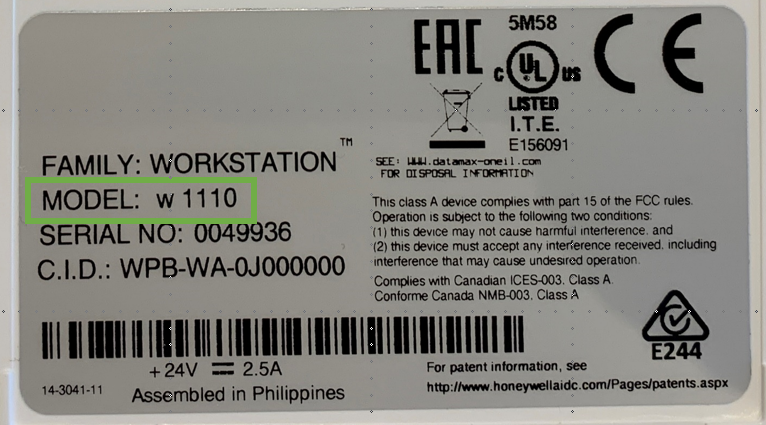 EAC
5M58
C UL US
CE
LISTED
I.T.E.
E156091
SEE: WWW.datamax-oneil.com
FOR DISPOSAL INFORMATION
FAMILY: WORKSTATION™
MODEL: w 1110
SERIAL NO: 0049936
C.I.D.: WPB-WA-0J000000
This class A device complies with part 15 of the FCC rules.
Operation is subject to the following two conditions:
(1) this device may not cause harmful interference. and
(2) this device must accept any interference received, including
interference that may cause undesired operation.
Complies with Canadian ICES-003. Class A
Conforme Canada NMB-003. Class A
E244
+24V ⎓ 2.5A
14-3041-11
Assembled in Philippines
For patent information, see
http://www.honeywellaidc.com/Pages/patents.aspx